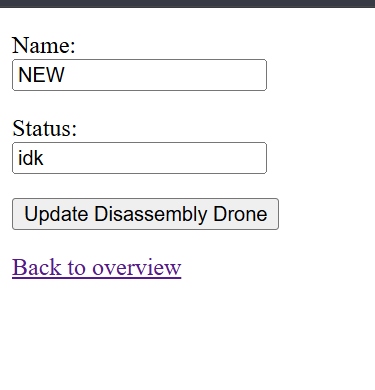 Name:
NEW
Status:
idk
Update Disassembly Drone
Back to overview